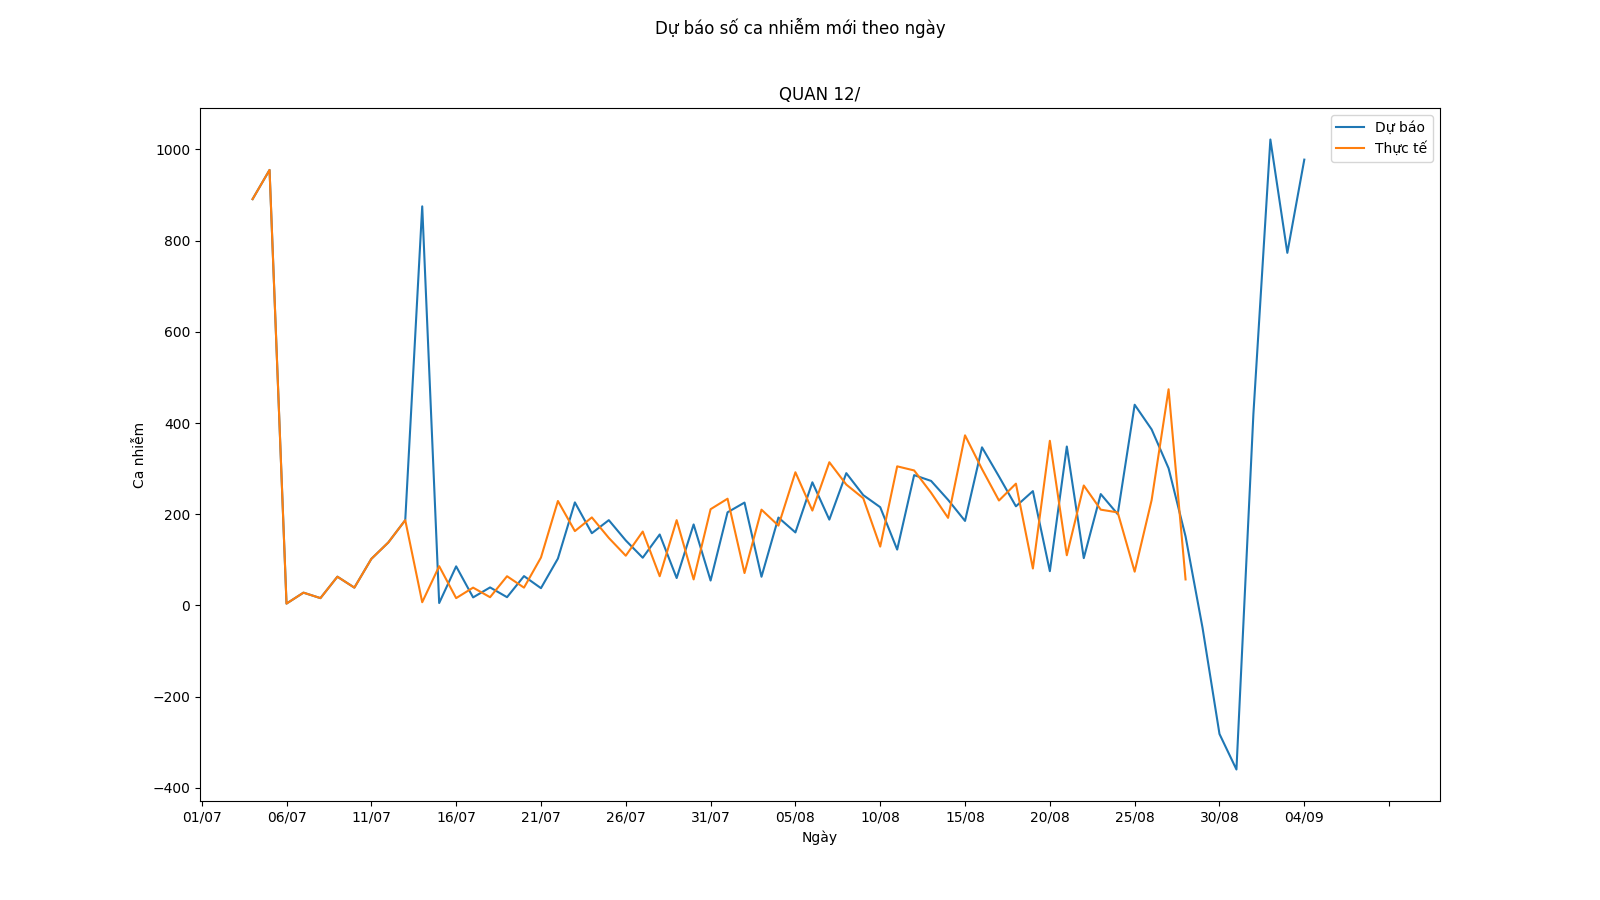 Dự báo số ca nhiễm mới theo ngày
QUAN 12/
Dự báo
Thực tế
Ca nhiễm
1000
800
600
400
200
0
−200
−400
01/07 06/07 11/07 16/07 21/07 26/07 31/07 05/08 10/08 15/08 20/08 25/08 30/08 04/09
Ngày